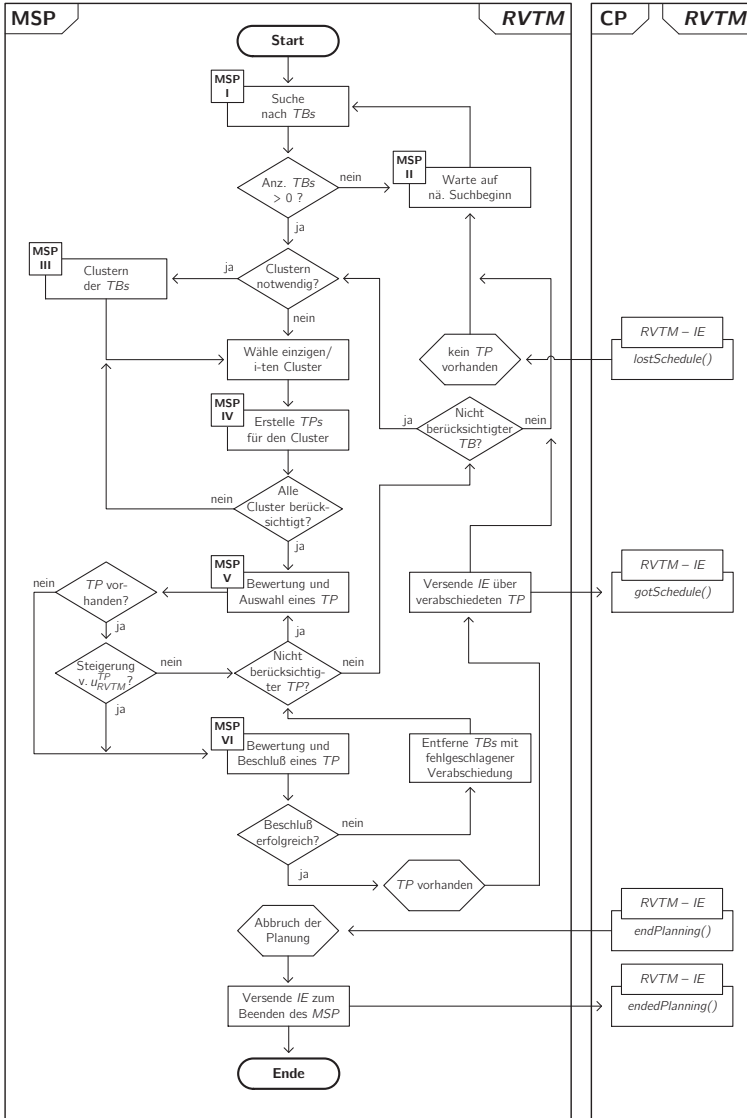 MSP
RVTM
CP
RVTM
Start
MSP
I
Suche
nach TBs
Anz. TBs
> 0 ?
nein
ja
MSP
II
Warte auf
nä. Suchbeginn
MSP
III
Clustern
der TBs
ja
Clustern
notwendig?
nein
Wähle einzigen/
i-ten Cluster
kein TP
vorhanden
RVTM – IE
lostSchedule()
MSP
IV
Erstelle TPs
für den Cluster
ja
Nicht
berücksichtigter
TB?
nein
nein
Alle
Cluster berück-
sichtigt?
ja
nein
TP vor-
handen?
ja
MSP
V
Bewertung und
Auswahl eines TP
Versende IE über
verabschiedeten TP
RVTM – IE
gotSchedule()
ja
Steigerung
v. u_RVTM^TP?
nein
ja
Nicht
berücksichtig-
ter TP?
nein
MSP
VI
Bewertung und
Beschluß eines TP
Entferne TBs mit
fehlgeschlagener
Verabschiedung
Beschluß
erfolgreich?
nein
ja
TP vorhanden
Abbruch der
Planung
RVTM – IE
endPlanning()
Versende IE zum
Beenden des MSP
RVTM – IE
endedPlanning()
Ende